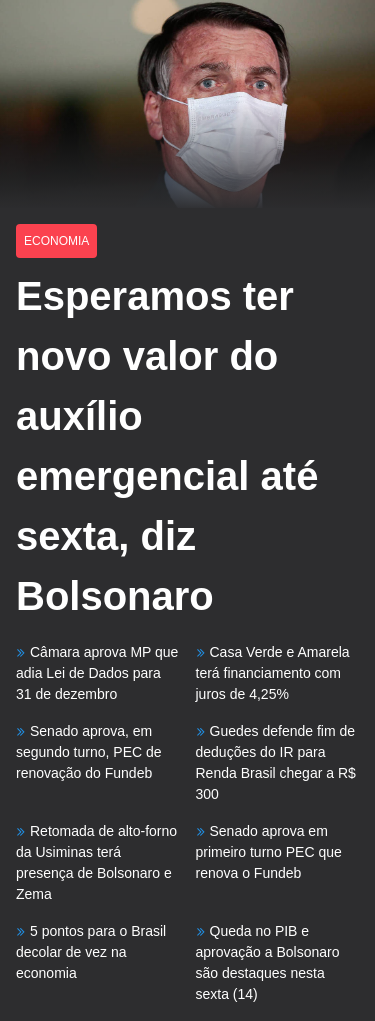 ECONOMIA
Esperamos ter
novo valor do
auxílio
emergencial até
sexta, diz
Bolsonaro
» Câmara aprova MP que
adia Lei de Dados para
31 de dezembro
» Casa Verde e Amarela
terá financiamento com
juros de 4,25%
» Senado aprova, em
segundo turno, PEC de
renovação do Fundeb
» Guedes defende fim de
deduções do IR para
Renda Brasil chegar a R$
300
» Retomada de alto-forno
da Usiminas terá
presença de Bolsonaro e
Zema
» Senado aprova em
primeiro turno PEC que
renova o Fundeb
» 5 pontos para o Brasil
decolar de vez na
economia
» Queda no PIB e
aprovação a Bolsonaro
são destaques nesta
sexta (14)